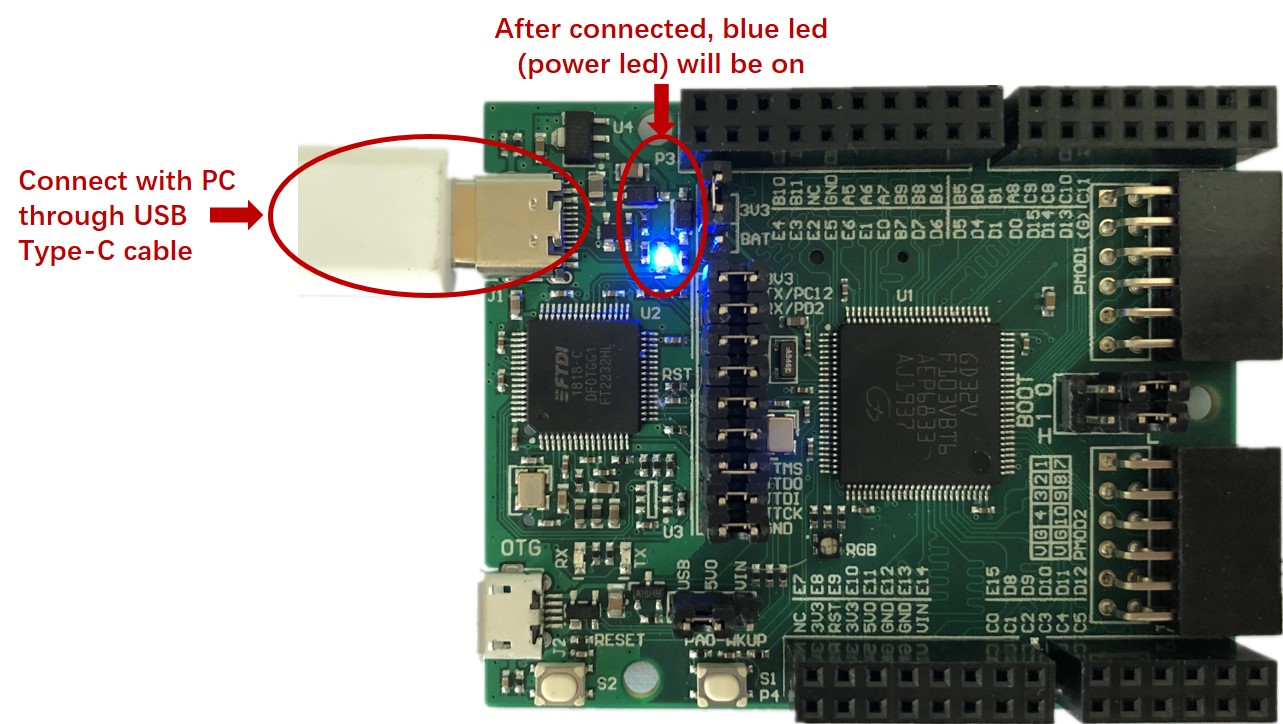 After connected, blue led
(power led) will be on
Connect with PC
through USB
Type-C cable
U4
P3
3V3
BAT
B10 B11 NC GND A5 A6 A7 B9 B8 B6 B5 B0 B1 A8 C9 C8 C10 C11
E4 E3 E2 E5 E6 E1 E0 B7 D7 D6 D5 D4 D1 D0 D15 D14 D13 (G)
PMOD1
J1
U2
3V3
TX/PC12
RX/PD2
U1
FTDI
1818-C
FT2232HL
RST
GD32V
F103VBT6
AEP6833
AJ1937
BOOT
H 1 0
L
TMS
TDO
TDI
TCK
GND
U3
VG 4 3 2 1
VG 10 9 8 7
PMOD2
RGB
OTG
RX
TX
USB
5V0
VIN
E7 E8 E9 E10 E11 E12 E13 E14
NC 3V3 RST 3V3 5V0 GND GND VIN
E15 D8 D9 D10 D11 D12
C0 C1 C2 C3 C4 C5
J2
RESET
PA0-WKUP
S2
S1
P4